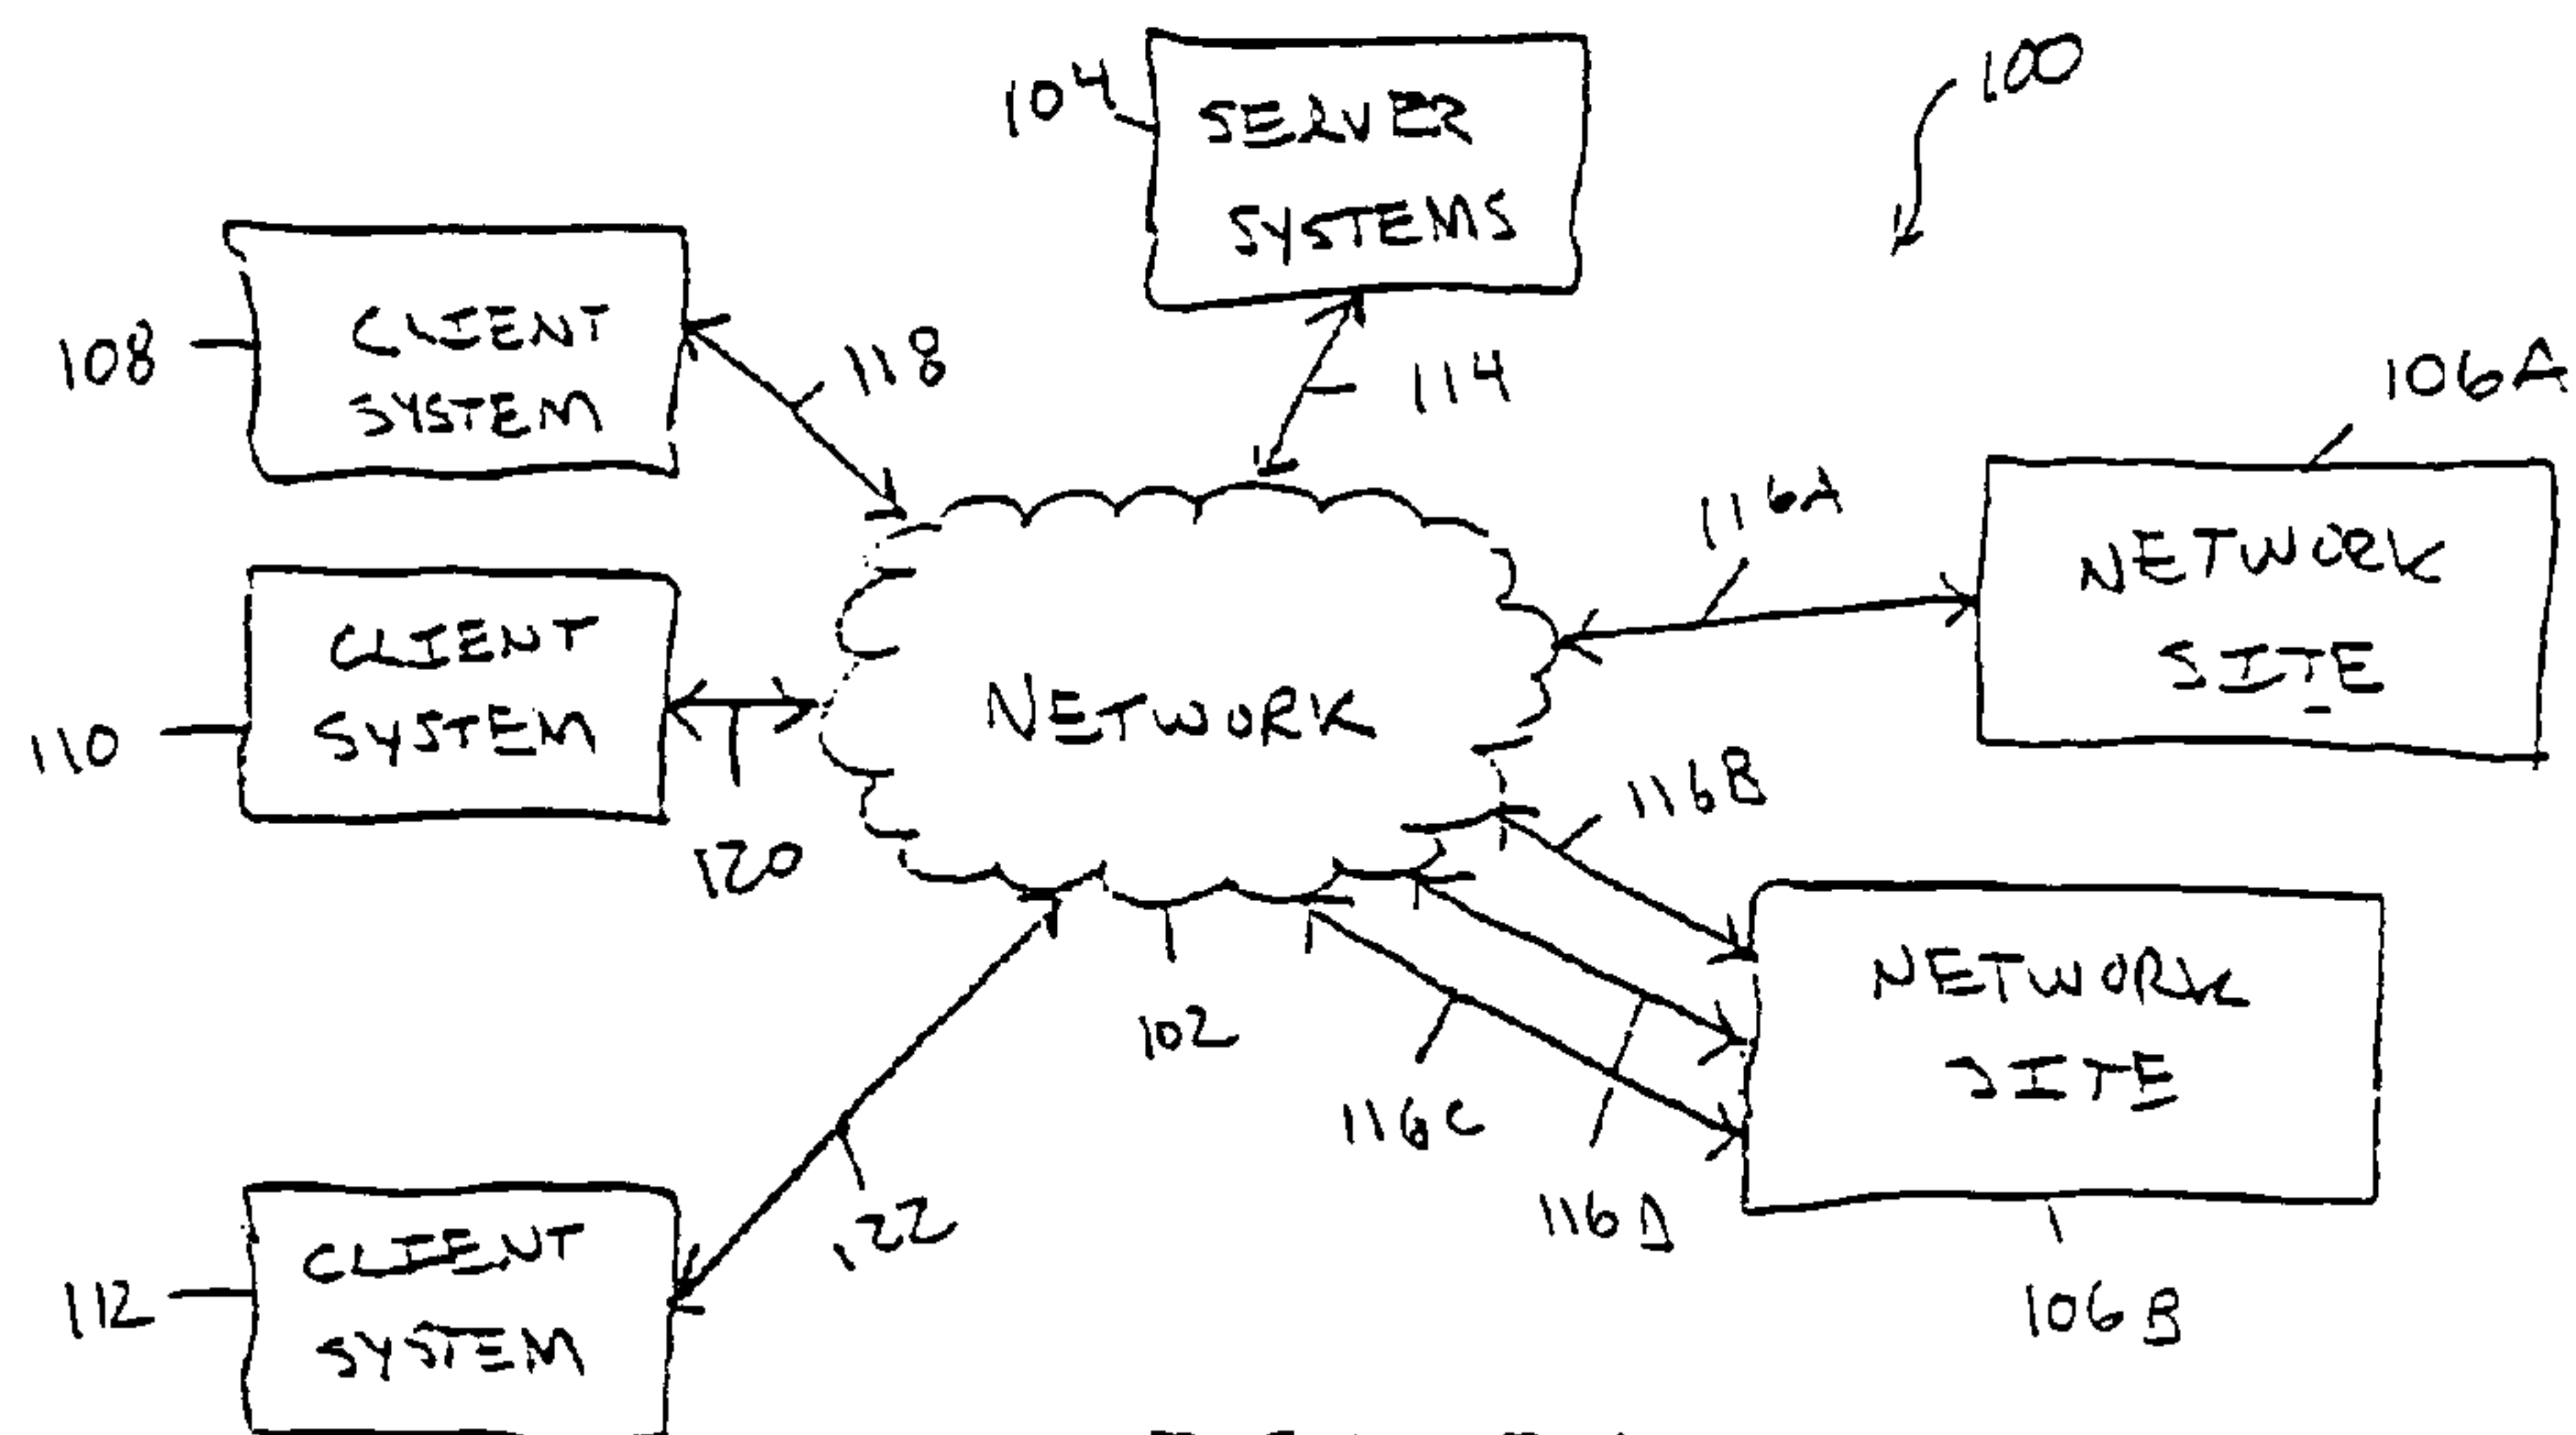 100
104
SERVER
SYSTEMS
108
CLIENT
SYSTEM
118
114
106A
116A
NETWORK
SITE
110
CLIENT
SYSTEM
120
NETWORK
116B
102
NETWORK
SITE
116C
116D
106B
122
112
CLIENT
SYSTEM